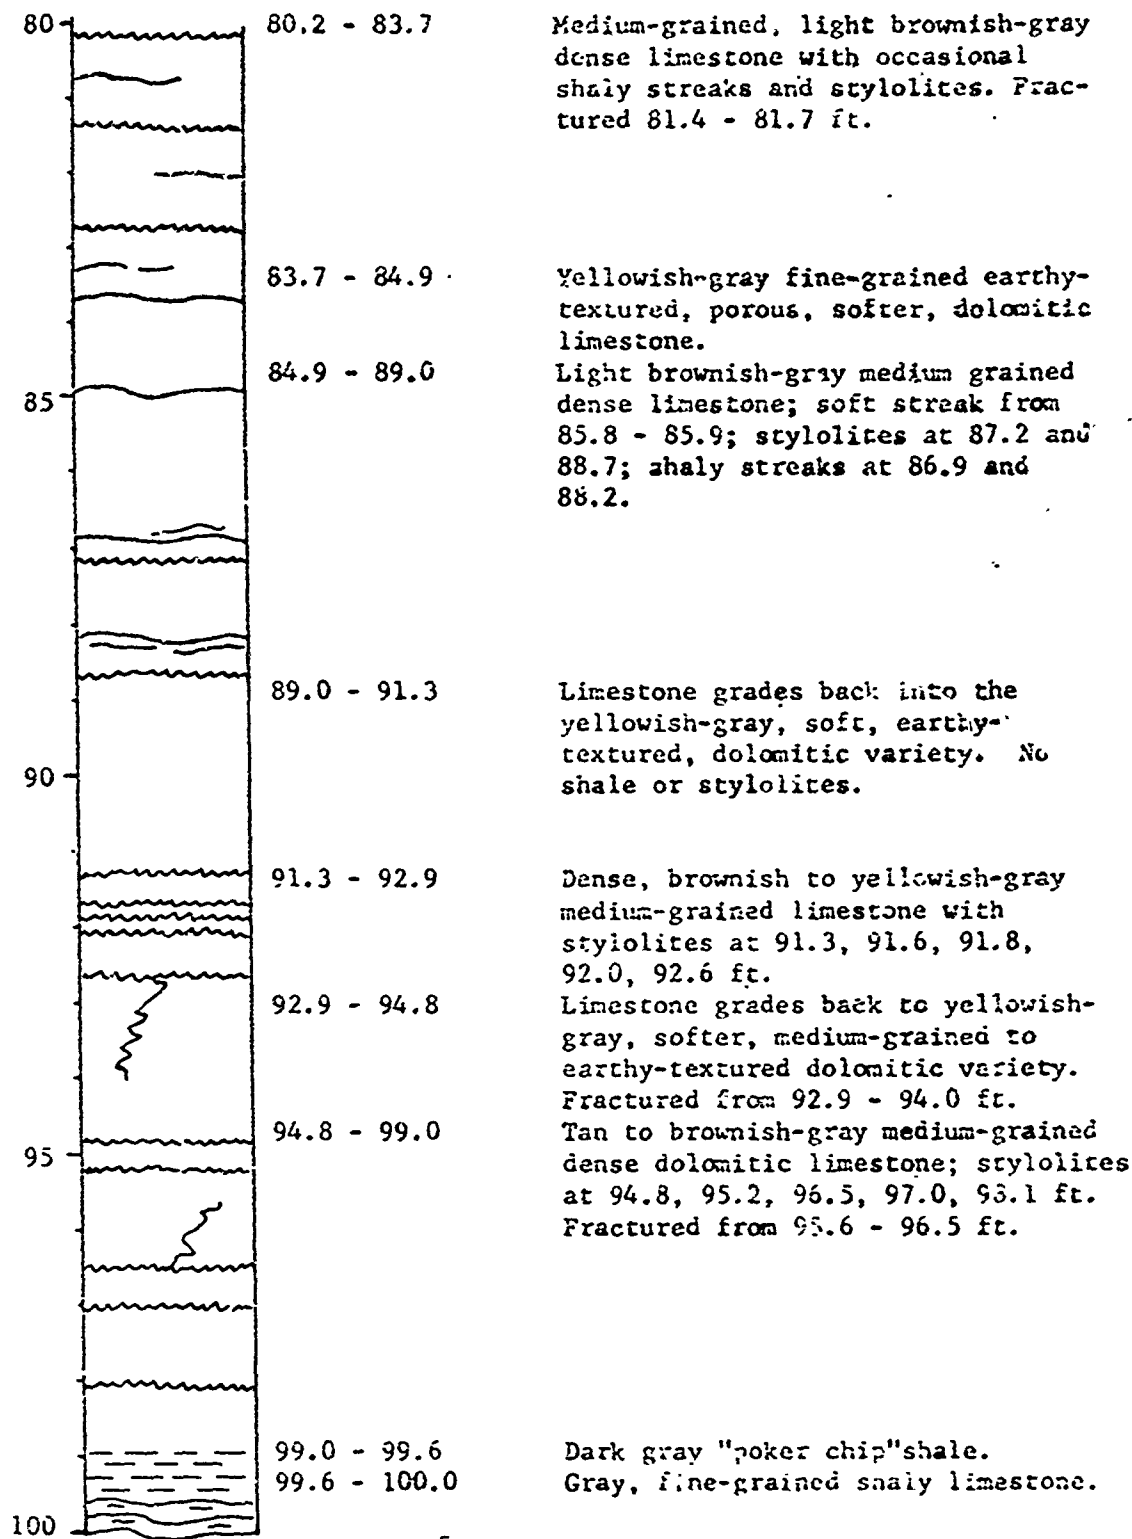 80
80.2 - 83.7 Medium-grained, light brownish-gray
dense limestone with occasional
shaly streaks and stylolites. Frac-
tured 81.4 - 81.7 ft.
83.7 - 84.9 Yellowish-gray fine-grained earthy-
textured, porous, softer, dolomitic
limestone.
84.9 - 89.0 Light brownish-gray medium grained
85 dense limestone; soft streak from
85.8 - 85.9; stylolites at 87.2 and
88.7; shaly streaks at 86.9 and
88.2.
89.0 - 91.3 Limestone grades back into the
yellowish-gray, soft, earthy-
textured, dolomitic variety. No
90 shale or stylolites.
91.3 - 92.9 Dense, brownish to yellowish-gray
medium-grained limestone with
stylolites at 91.3, 91.6, 91.8,
92.0, 92.6 ft.
92.9 - 94.8 Limestone grades back to yellowish-
gray, softer, medium-grained to
earthy-textured dolomitic variety.
Fractured from 92.9 - 94.0 ft.
94.8 - 99.0 Tan to brownish-gray medium-grained
95 dense dolomitic limestone; stylolites
at 94.8, 95.2, 96.5, 97.0, 98.1 ft.
Fractured from 95.6 - 96.5 ft.
99.0 - 99.6 Dark gray "poker chip"shale.
99.6 - 100.0 Gray, fine-grained shaly limestone.
100